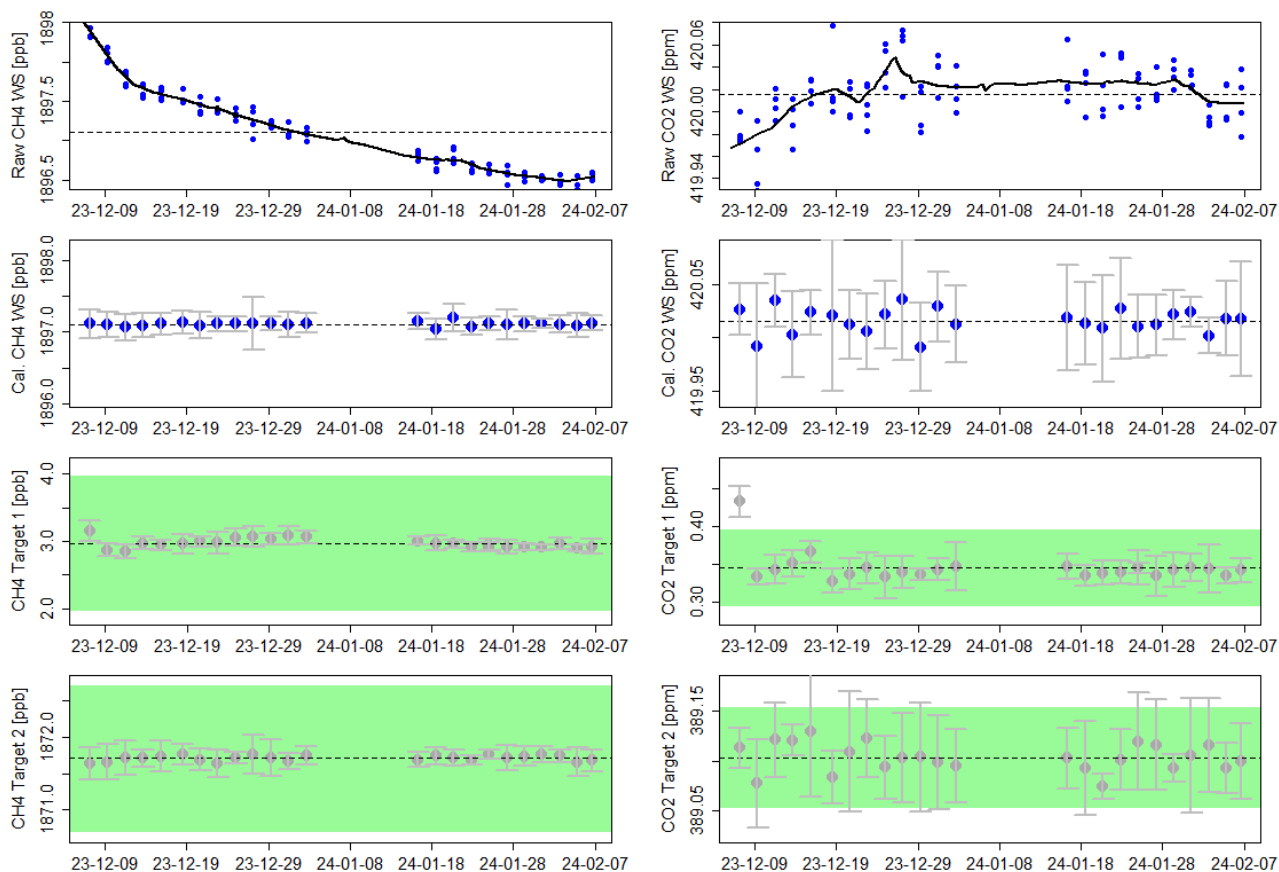 Raw CH4 WS [ppb]
1896.5 1897.5 1898
23-12-09 23-12-19 23-12-29 24-01-08 24-01-18 24-01-28 24-02-07
Raw CO2 WS [ppm]
419.94 420 420.00 420.06
23-12-09 23-12-19 23-12-29 24-01-08 24-01-18 24-01-28 24-02-07
Cal. CH4 WS [ppb]
1896.0 1897.0 1898.0
23-12-09 23-12-19 23-12-29 24-01-08 24-01-18 24-01-28 24-02-07
Cal. CO2 WS [ppm]
419.95 420.05
23-12-09 23-12-19 23-12-29 24-01-08 24-01-18 24-01-28 24-02-07
CH4 Target 1 [ppb]
2.0 3.0 4.0
23-12-09 23-12-19 23-12-29 24-01-08 24-01-18 24-01-28 24-02-07
CO2 Target 1 [ppm]
0.30 0.40
23-12-09 23-12-19 23-12-29 24-01-08 24-01-18 24-01-28 24-02-07
CH4 Target 2 [ppb]
1871.0 1872.0
23-12-09 23-12-19 23-12-29 24-01-08 24-01-18 24-01-28 24-02-07
CO2 Target 2 [ppm]
389.05 389.15
23-12-09 23-12-19 23-12-29 24-01-08 24-01-18 24-01-28 24-02-07